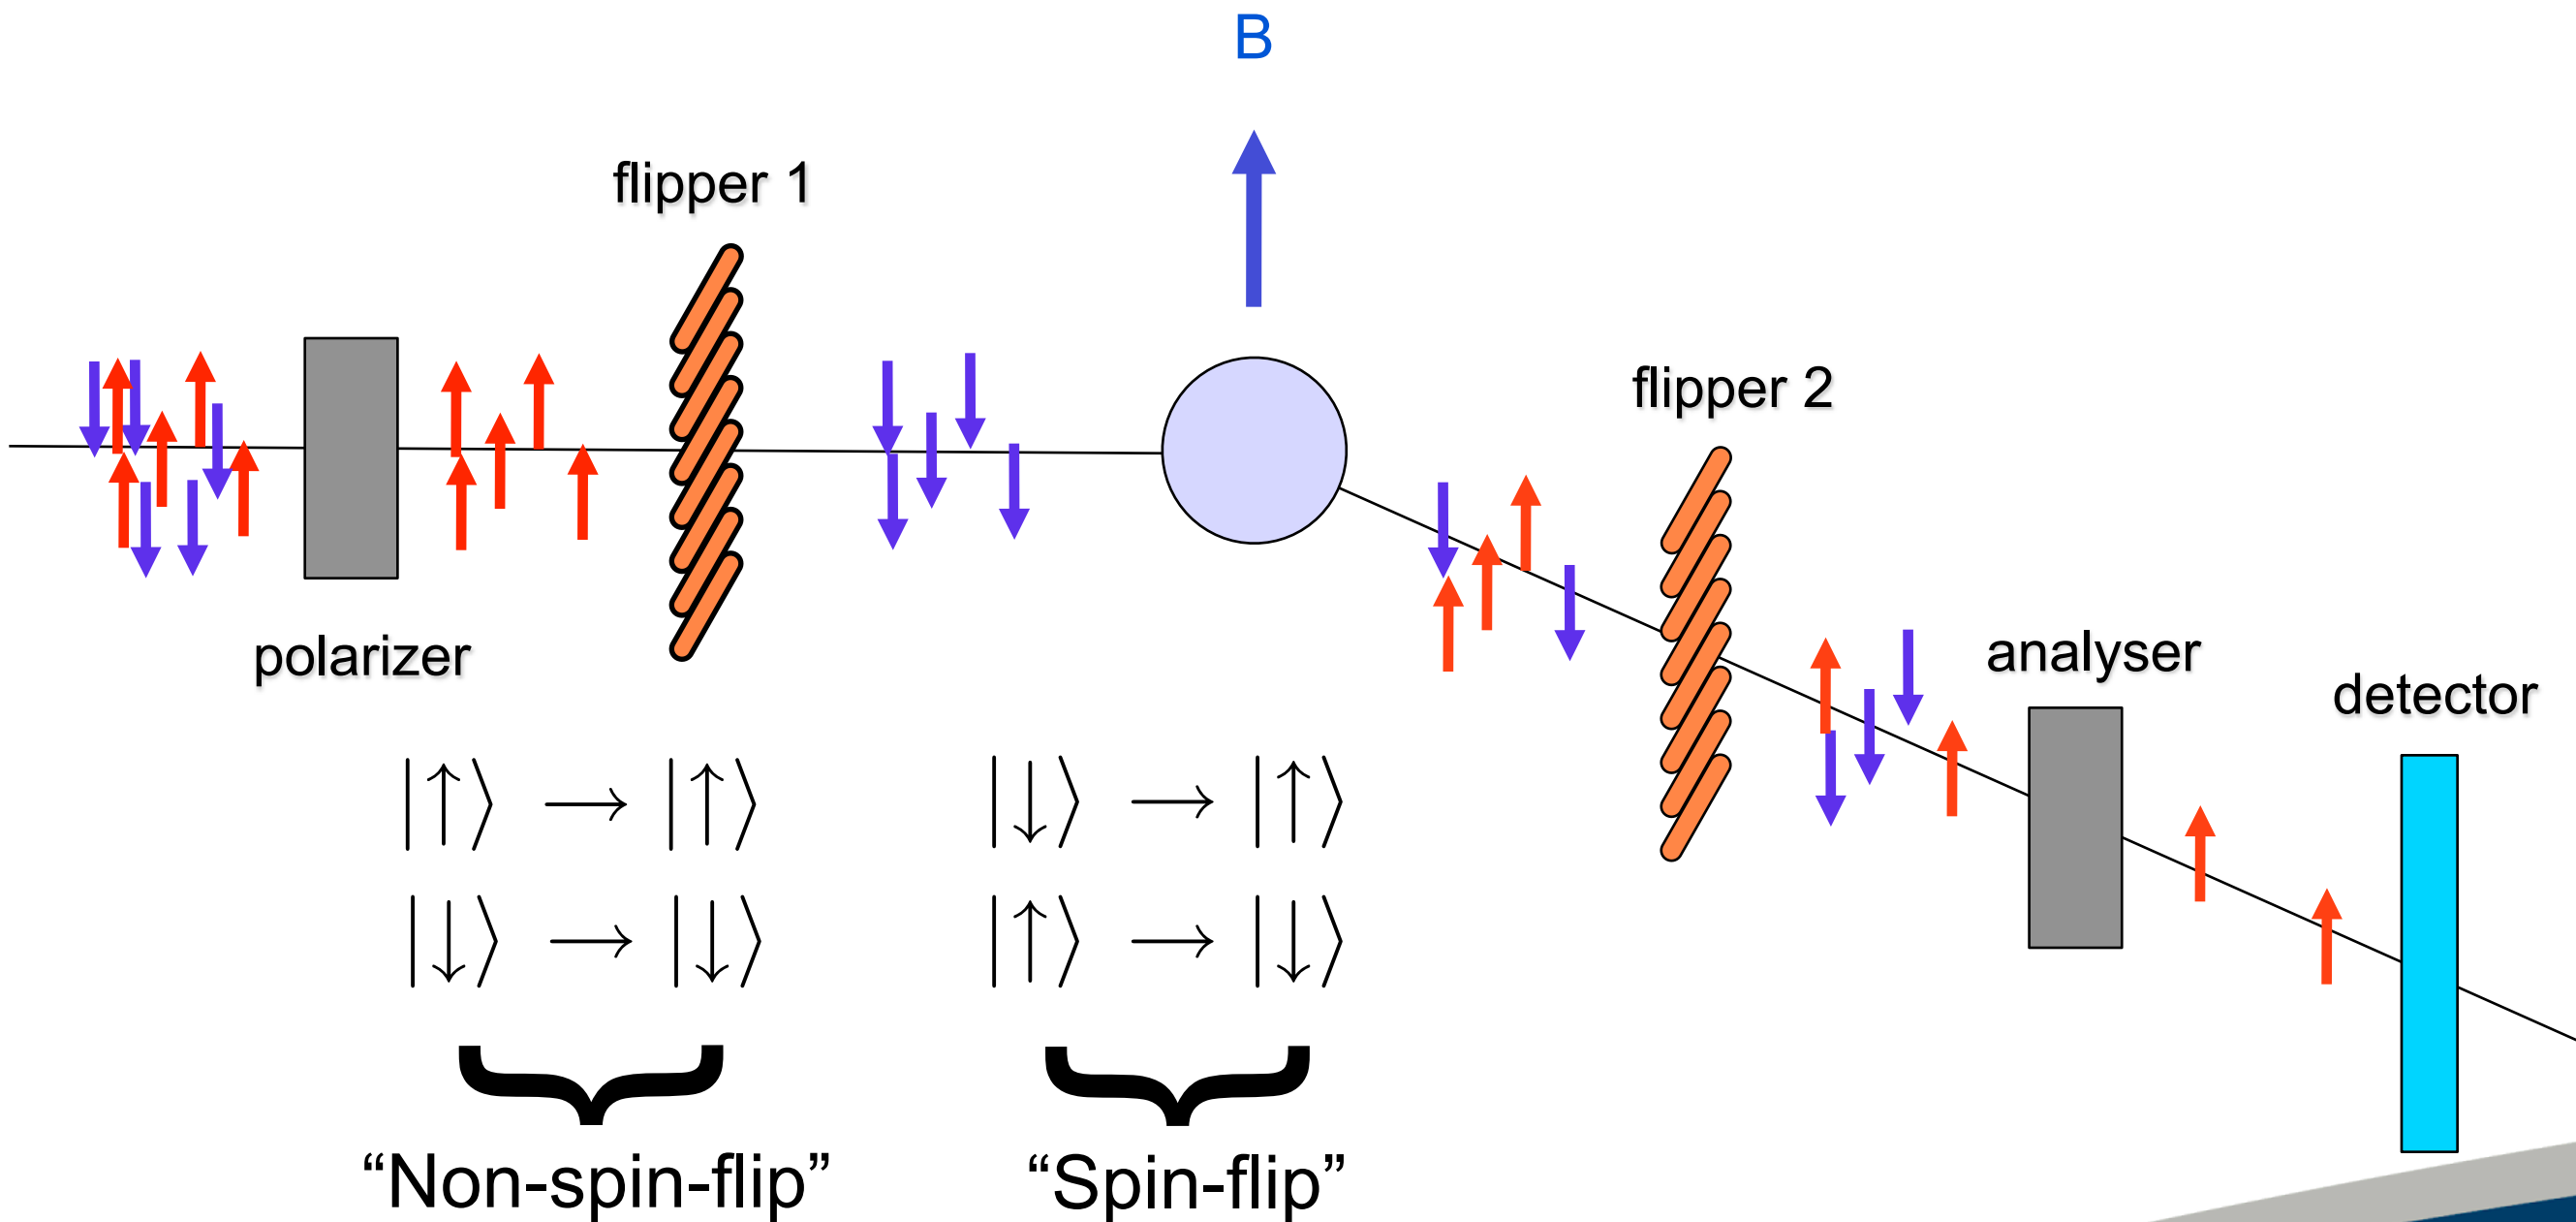 B
flipper 1
flipper 2
polarizer
analyser
detector
|↑⟩ → |↑⟩ |↓⟩ → |↑⟩
|↓⟩ → |↓⟩ |↑⟩ → |↓⟩
“Non-spin-flip” “Spin-flip”